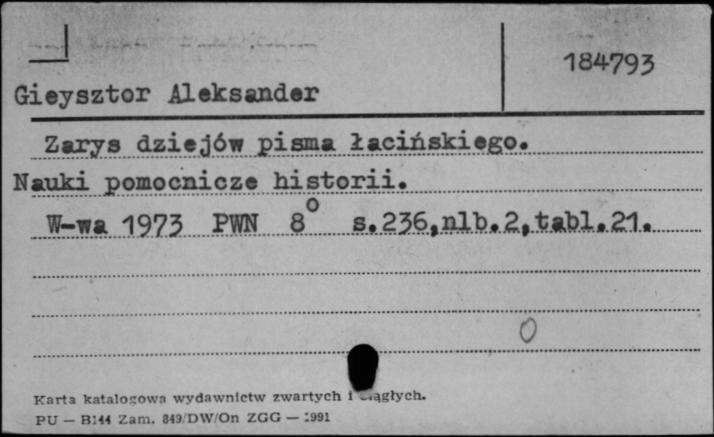 184793
Gieysztor Aleksander
Zarys dziejów pisma łacińskiego.
Nauki pomocnicze historii.
W-wa 1973 PWN 8° s.236,nlb.2,tabl.21.
Karta katalogowa wydawnictw zwartych i ciągłych.
PU — B144 Zam. 849/DW/On ZGG — 1991